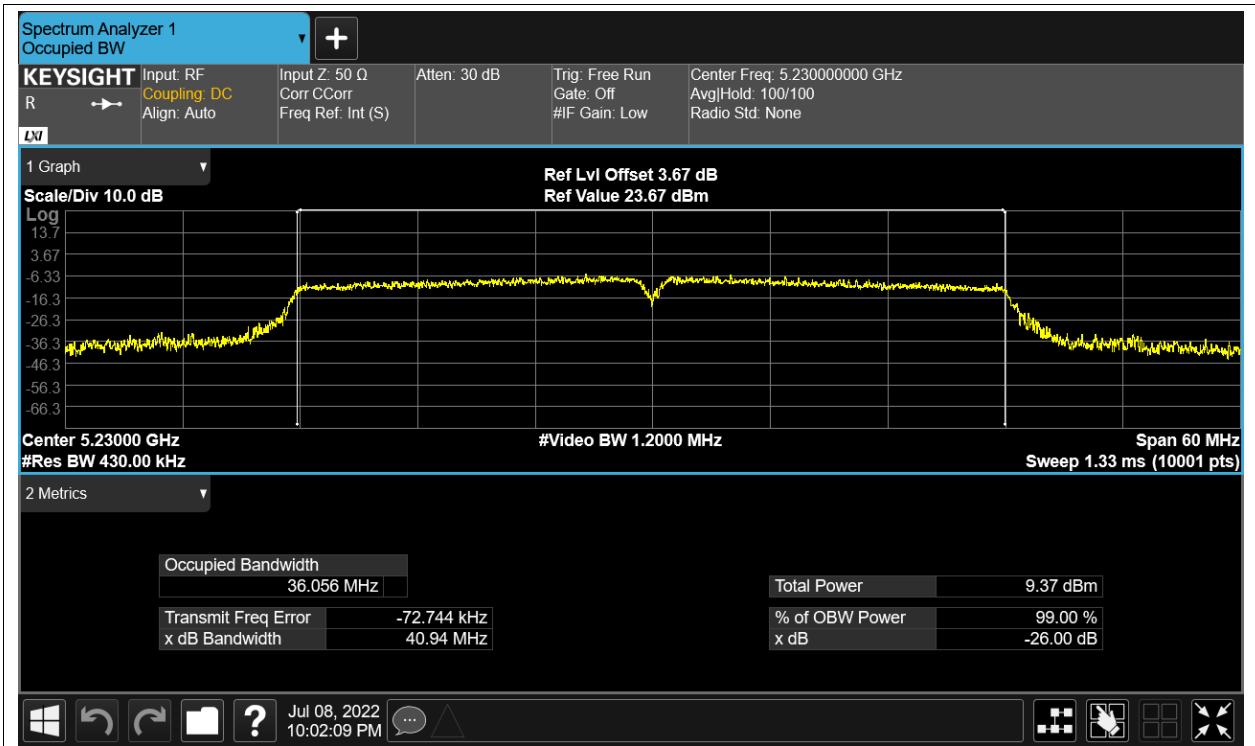 Spectrum Analyzer 1
Occupied BW
KEYSIGHT
R
LXI
Input: RF
Coupling: DC
Align: Auto
Input Z: 50 Ω
Corr CCorr
Freq Ref: Int (S)
Atten: 30 dB
Trig: Free Run
Gate: Off
#IF Gain: Low
Center Freq: 5.230000000 GHz
Avg|Hold: 100/100
Radio Std: None
1 Graph
Scale/Div 10.0 dB
Ref Lvl Offset 3.67 dB
Ref Value 23.67 dBm
Log
13.7
3.67
-6.33
-16.3
-26.3
-36.3
-46.3
-56.3
-66.3
Center 5.23000 GHz
#Video BW 1.2000 MHz
Span 60 MHz
#Res BW 430.00 kHz
Sweep 1.33 ms (10001 pts)
2 Metrics
Occupied Bandwidth
36.056 MHz
Total Power 9.37 dBm
Transmit Freq Error -72.744 kHz
% of OBW Power 99.00 %
x dB Bandwidth 40.94 MHz
x dB -26.00 dB
?
Jul 08, 2022
10:02:09 PM